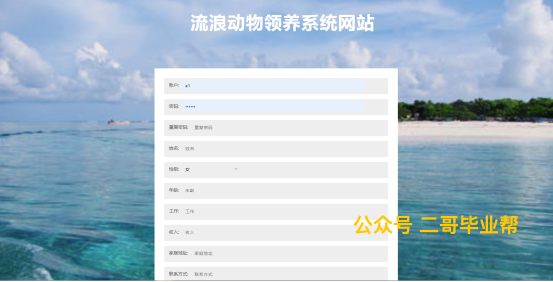 流浪动物领养系统网站
账户: a1
密码: ••••••
重复密码: 重复密码
姓名: 姓名
性别: 女
年龄: 年龄
工作: 工作
收入: 收入
公众号 二哥毕业帮
家庭地址: 家庭地址
联系方式: 联系方式